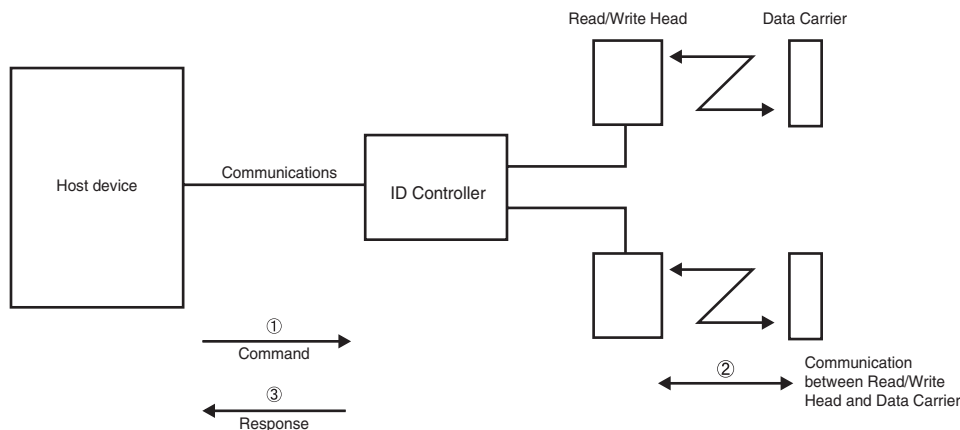 Read/Write Head
Data Carrier
Host device
Communications
ID Controller
①
Command
②
Communication
between Read/Write
Head and Data Carrier
③
Response